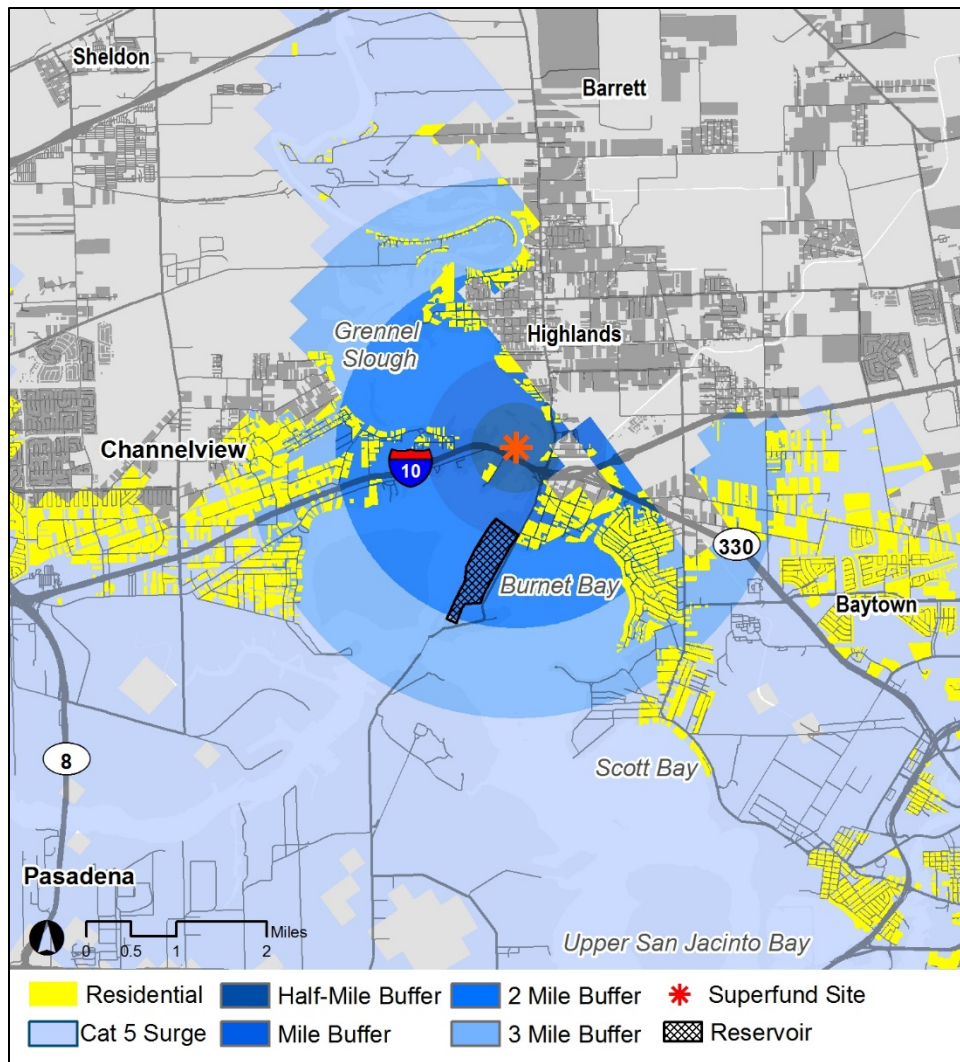 Sheldon
Barrett
Grennel
Slough
Highlands
Channelview
10
330
Burnet Bay
Baytown
8
Scott Bay
Pasadena
Miles
0 0.5 1 2
Upper San Jacinto Bay
Residential Half-Mile Buffer 2 Mile Buffer Superfund Site
Cat 5 Surge Mile Buffer 3 Mile Buffer Reservoir